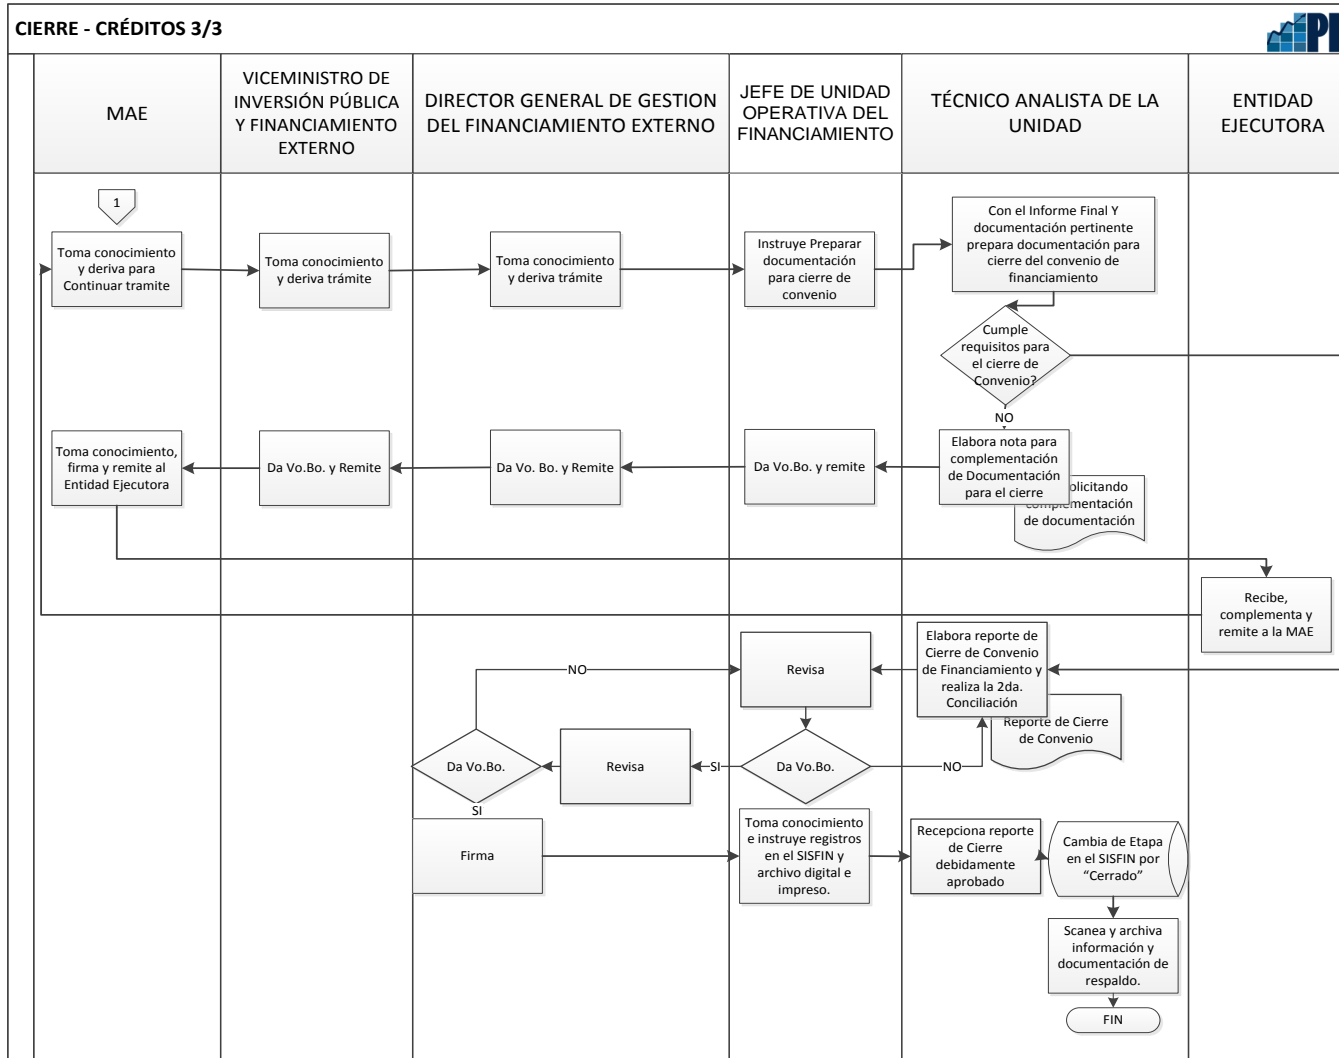 CIERRE - CRÉDITOS 3/3
MAE
VICEMINISTRO DE
INVERSIÓN PÚBLICA
Y FINANCIAMIENTO
EXTERNO
DIRECTOR GENERAL DE GESTION
DEL FINANCIAMIENTO EXTERNO
JEFE DE UNIDAD
OPERATIVA DEL
FINANCIAMIENTO
TÉCNICO ANALISTA DE LA
UNIDAD
ENTIDAD
EJECUTORA
1
Toma conocimiento
y deriva para
Continuar tramite
Toma conocimiento
y deriva trámite
Toma conocimiento
y deriva trámite
Instruye Preparar
documentación
para cierre de
convenio
Con el Informe Final Y
documentación pertinente
prepara documentación para
cierre del convenio de
financiamiento
Cumple
requisitos para
el cierre de
Convenio?
NO
Toma conocimiento,
firma y remite al
Entidad Ejecutora
Da Vo.Bo. y Remite
Da Vo. Bo. y Remite
Da Vo.Bo. y remite
Elabora nota para
complementación
de Documentación
para el cierre
de documentación
Recibe,
complementa y
remite a la MAE
Elabora reporte de
Cierre de Convenio
de Financiamiento y
realiza la 2da.
Conciliación
Reporte de Cierre
de Convenio
NO
Revisa
Da Vo.Bo.
Revisa
SI
Da Vo.Bo.
NO
SI
Firma
Toma conocimiento
e instruye registros
en el SISFIN y
archivo digital e
impreso.
Recepciona reporte
de Cierre
debidamente
aprobado
Cambia de Etapa
en el SISFIN por
“Cerrado”
Scanea y archiva
información y
documentación de
respaldo.
FIN